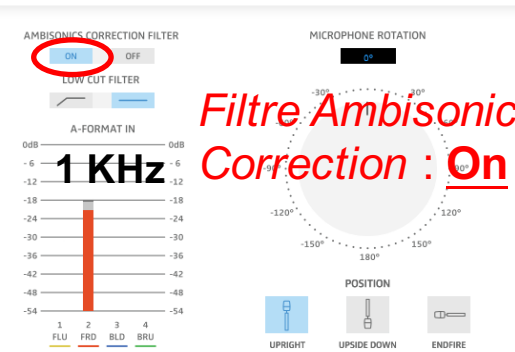 AMBISONICS CORRECTION FILTER
ON OFF
LOW CUT FILTER
A-FORMAT IN
0dB 0dB
- 6 - 6
-12 -12
-18 -18
-24 -24
-30 -30
-36 -36
-42 -42
-48 -48
-54 -54
1 KHz
1 2 3 4
FLU FRD BLD BRU
MICROPHONE ROTATION
0°
-30° 30°
Filtre Ambisonic
Correction : On
-90° 90°
-120° 120°
-150° 150°
180°
POSITION
UPRIGHT UPSIDE DOWN ENDFIRE